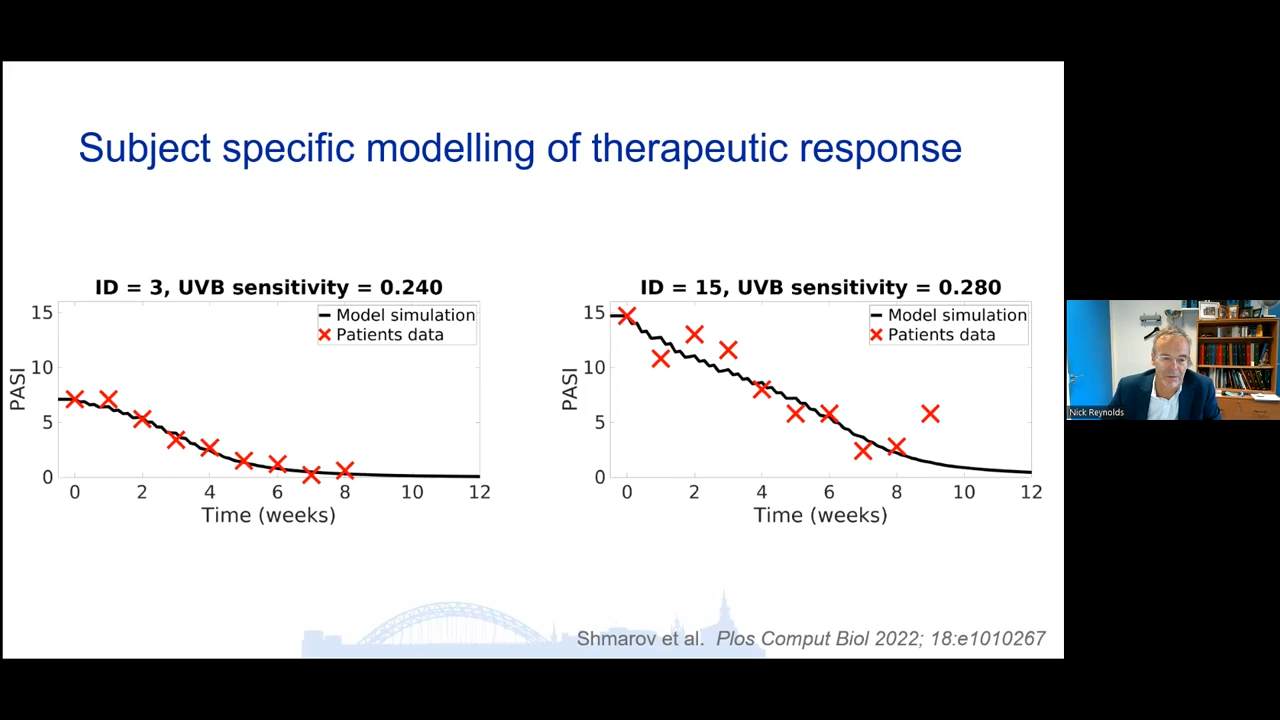 Subject specific modelling of therapeutic response
ID = 3, UVB sensitivity = 0.240
Model simulation
Patients data
PASI
15
10
5
0
0 2 4 6 8 10 12
Time (weeks)
ID = 15, UVB sensitivity = 0.280
Model simulation
Patients data
PASI
15
10
5
0
0 2 4 6 8 10 12
Time (weeks)
Shmarov et al. Plos Comput Biol 2022; 18:e1010267
Nick Reynolds